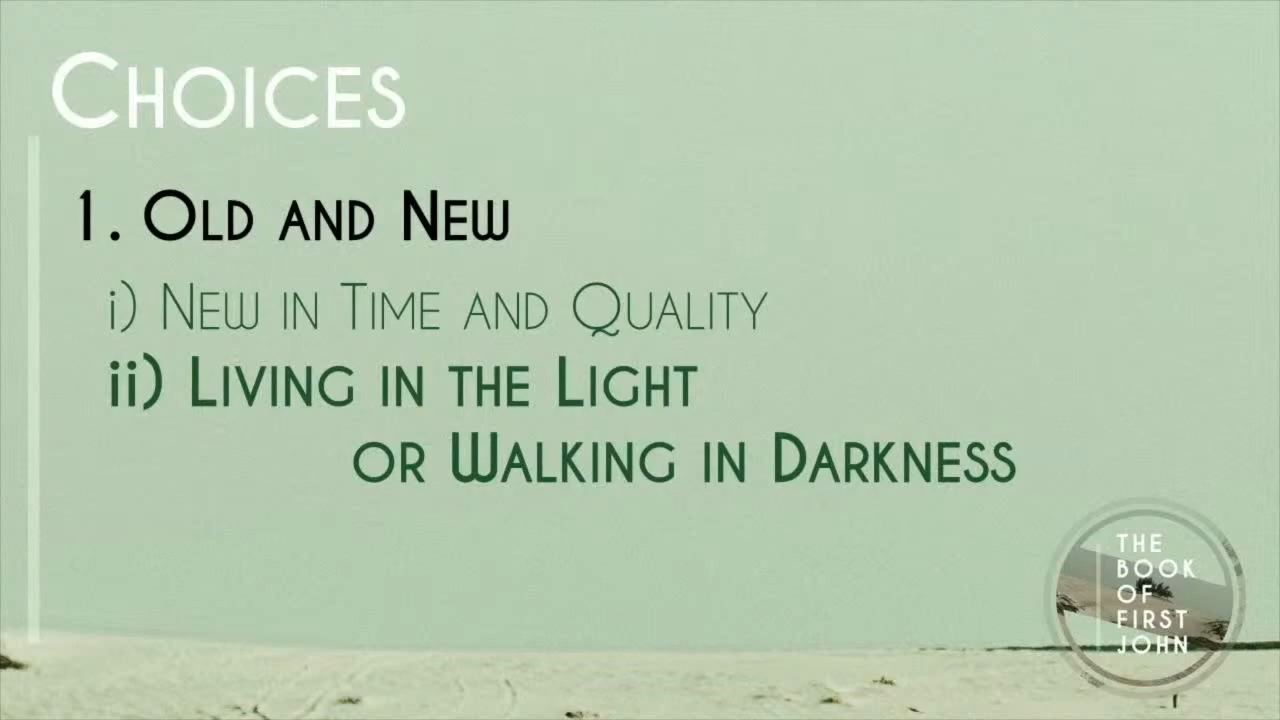 Choices
1. Old and New
i) New in Time and Quality
ii) Living in the Light
or Walking in Darkness
THE
BOOK
OF
FIRST
JOHN